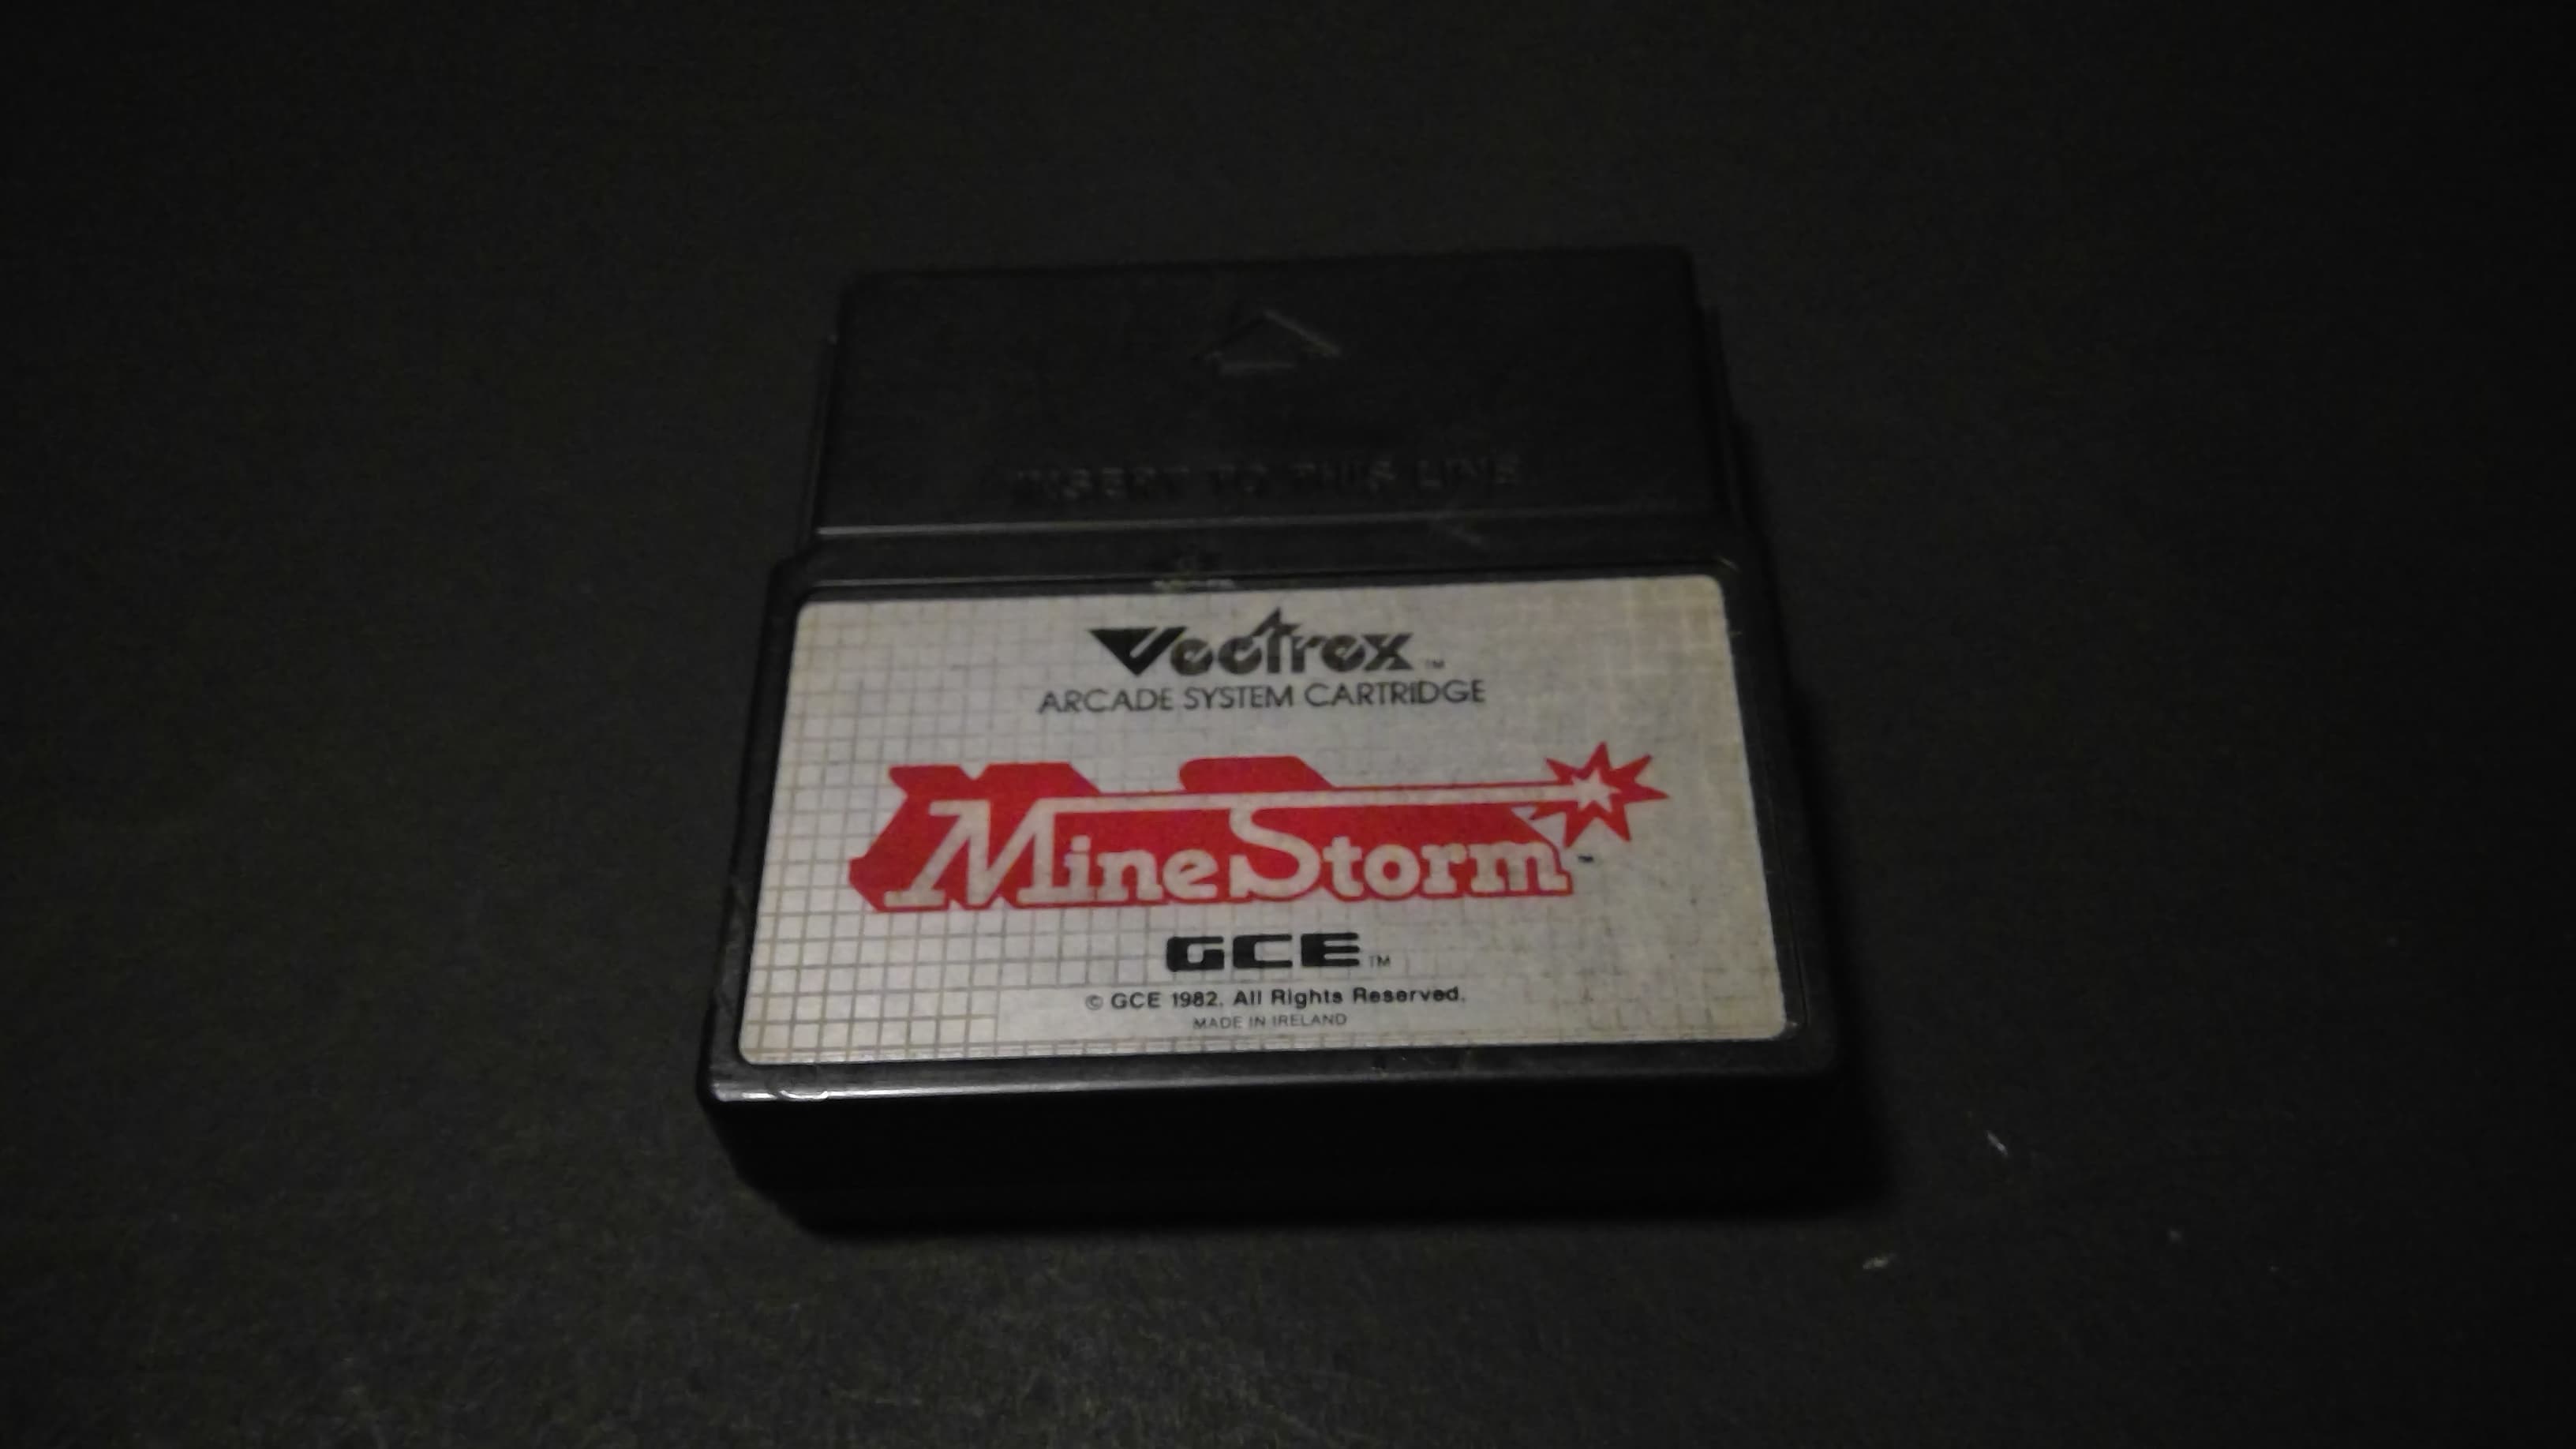 INSERT TO THIS LINE
Vectrex™
ARCADE SYSTEM CARTRIDGE
MineStorm™
GCE™
© GCE 1982. All Rights Reserved.
MADE IN IRELAND